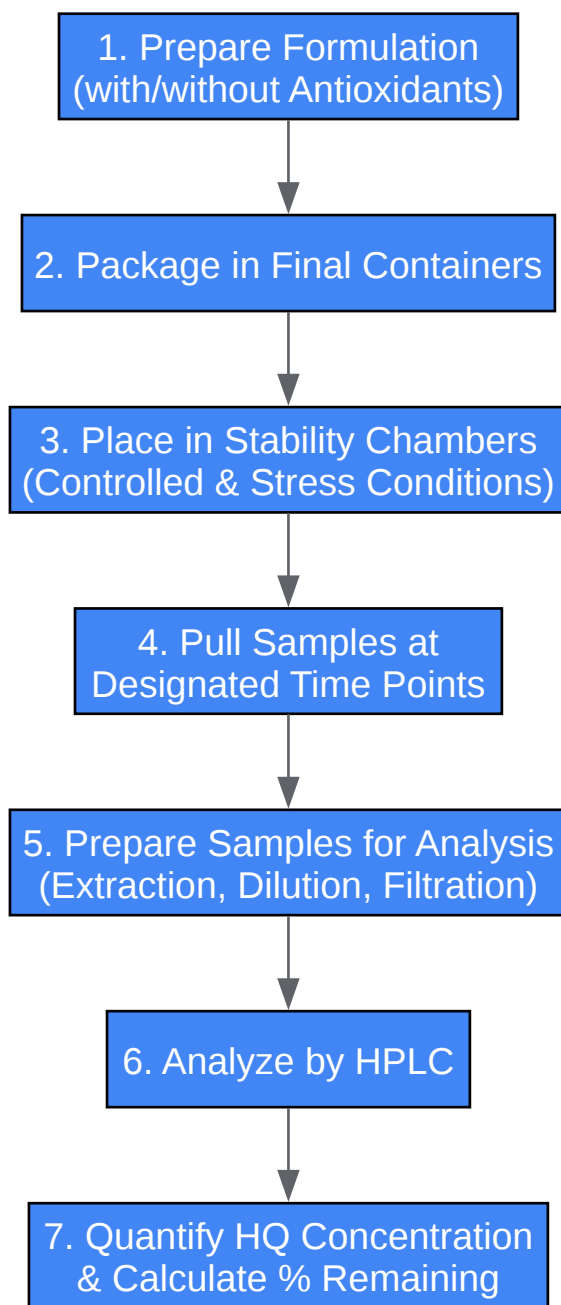 1. Prepare Formulation
(with/without Antioxidants)
2. Package in Final Containers
3. Place in Stability Chambers
(Controlled & Stress Conditions)
4. Pull Samples at
Designated Time Points
5. Prepare Samples for Analysis
(Extraction, Dilution, Filtration)
6. Analyze by HPLC
7. Quantify HQ Concentration
& Calculate % Remaining